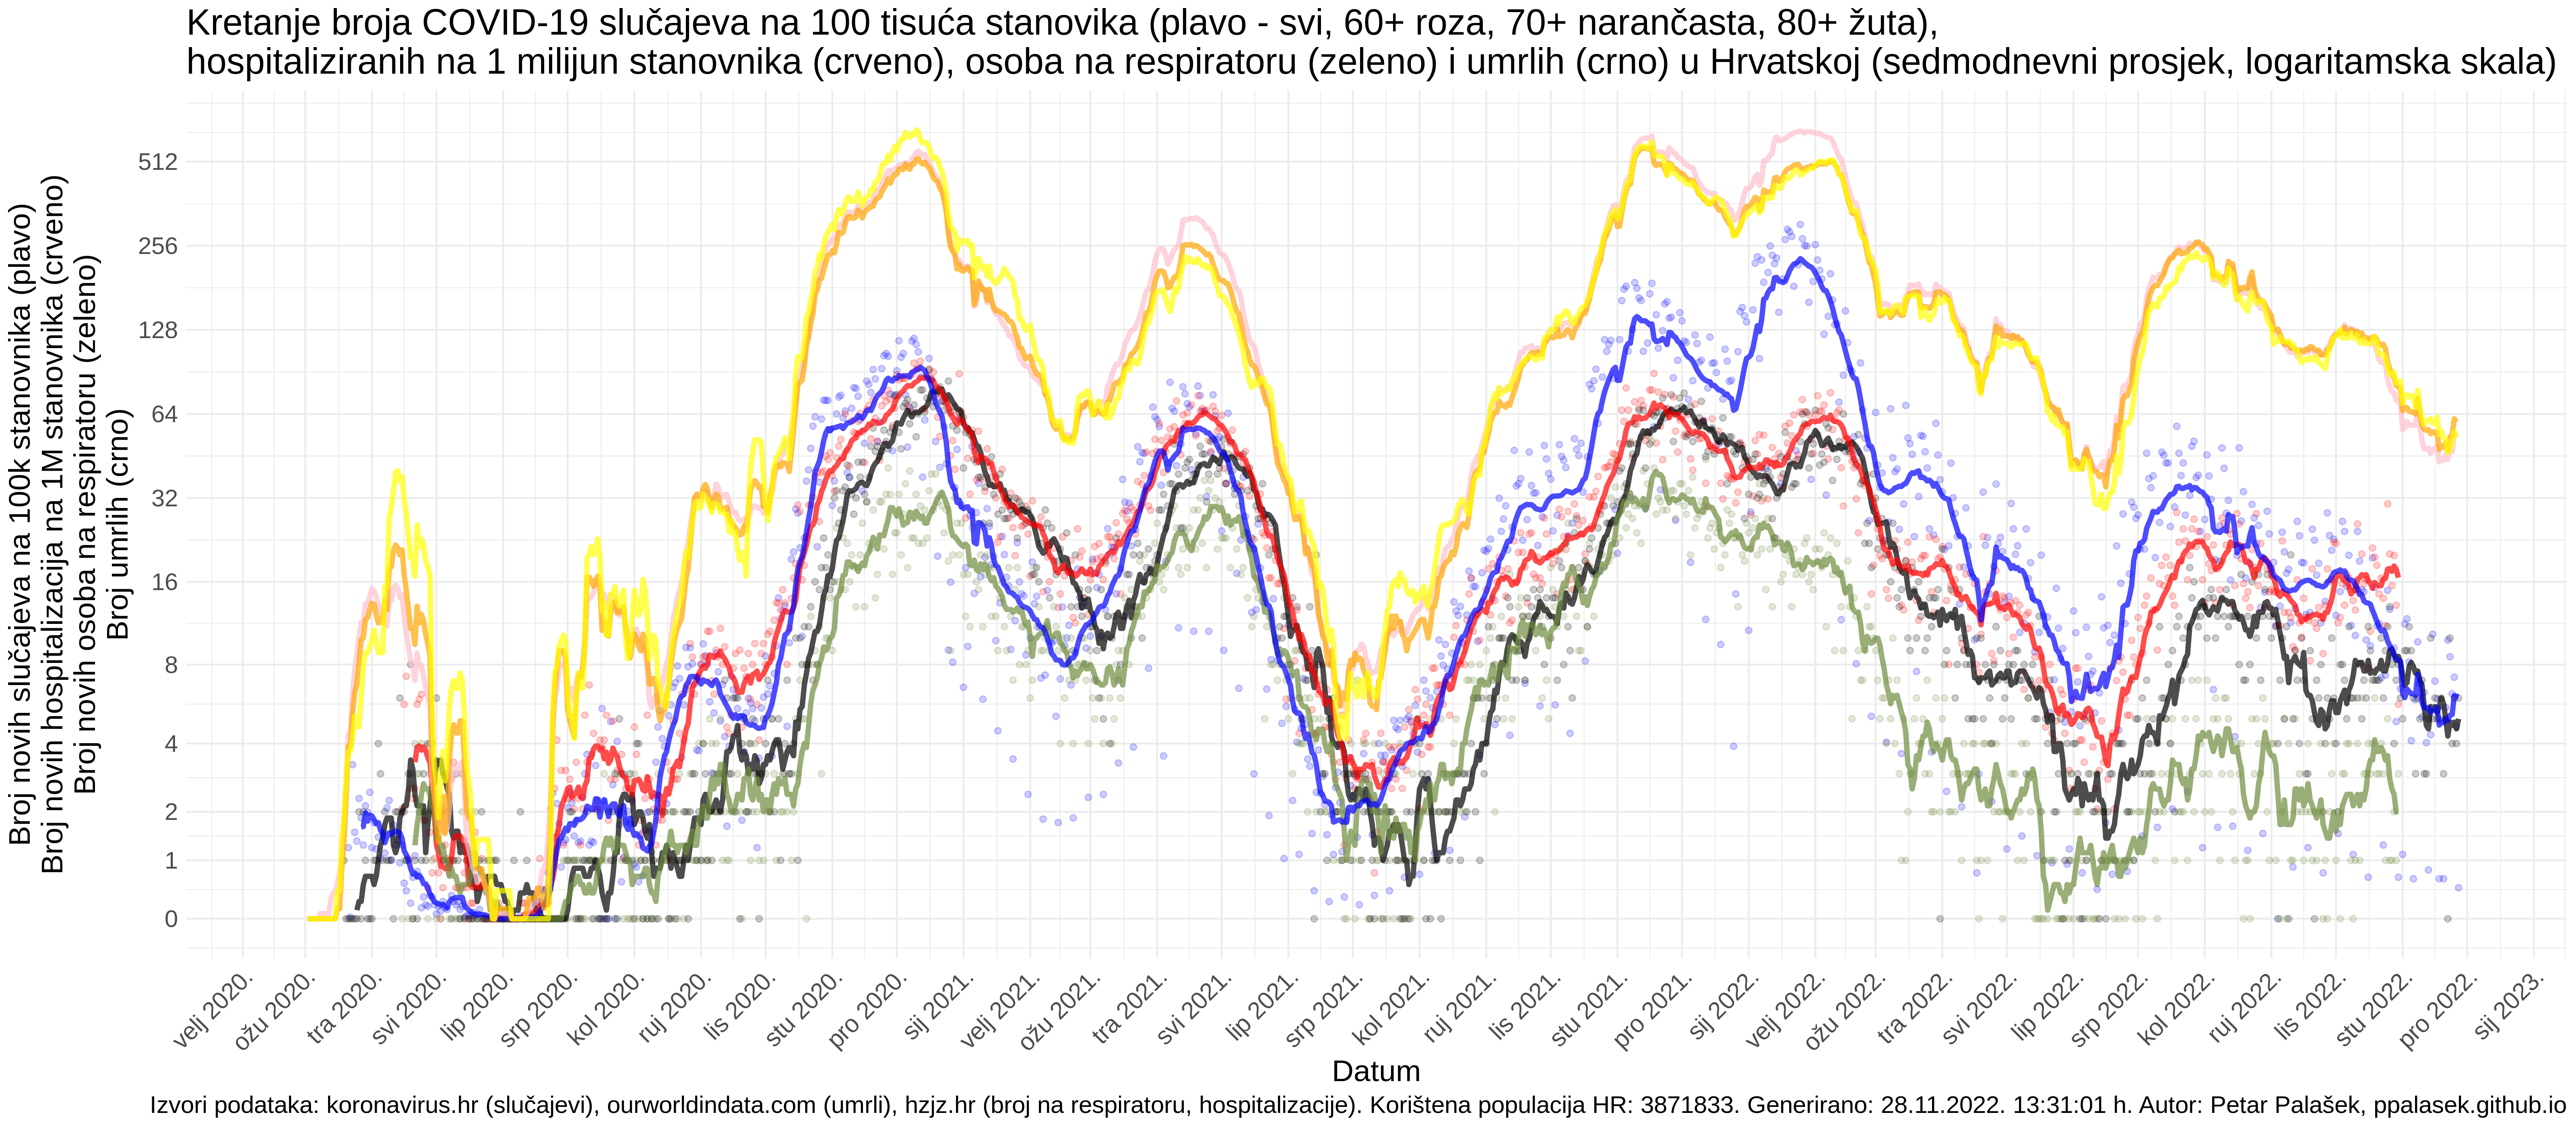 Kretanje broja COVID-19 slučajeva na 100 tisuća stanovika (plavo - svi, 60+ roza, 70+ narančasta, 80+ žuta),
hospitaliziranih na 1 milijun stanovnika (crveno), osoba na respiratoru (zeleno) i umrlih (crno) u Hrvatskoj (sedmodnevni prosjek, logaritamska skala)
Broj novih slučajeva na 100k stanovnika (plavo)
Broj novih hospitalizacija na 1M stanovnika (crveno)
Broj novih osoba na respiratoru (zeleno)
Broj umrlih (crno)
512
256
128
64
32
16
8
4
2
1
0
velj 2020.
ožu 2020.
tra 2020.
svi 2020.
lip 2020.
srp 2020.
kol 2020.
ruj 2020.
lis 2020.
stu 2020.
pro 2020.
sij 2021.
velj 2021.
ožu 2021.
tra 2021.
svi 2021.
lip 2021.
srp 2021.
kol 2021.
ruj 2021.
lis 2021.
stu 2021.
pro 2021.
sij 2022.
velj 2022.
ožu 2022.
tra 2022.
svi 2022.
lip 2022.
srp 2022.
kol 2022.
ruj 2022.
lis 2022.
stu 2022.
pro 2022.
sij 2023.
Datum
Izvori podataka: koronavirus.hr (slučajevi), ourworldindata.com (umrli), hzjz.hr (broj na respiratoru, hospitalizacije). Korištena populacija HR: 3871833. Generirano: 28.11.2022. 13:31:01 h. Autor: Petar Palašek, ppalasek.github.io